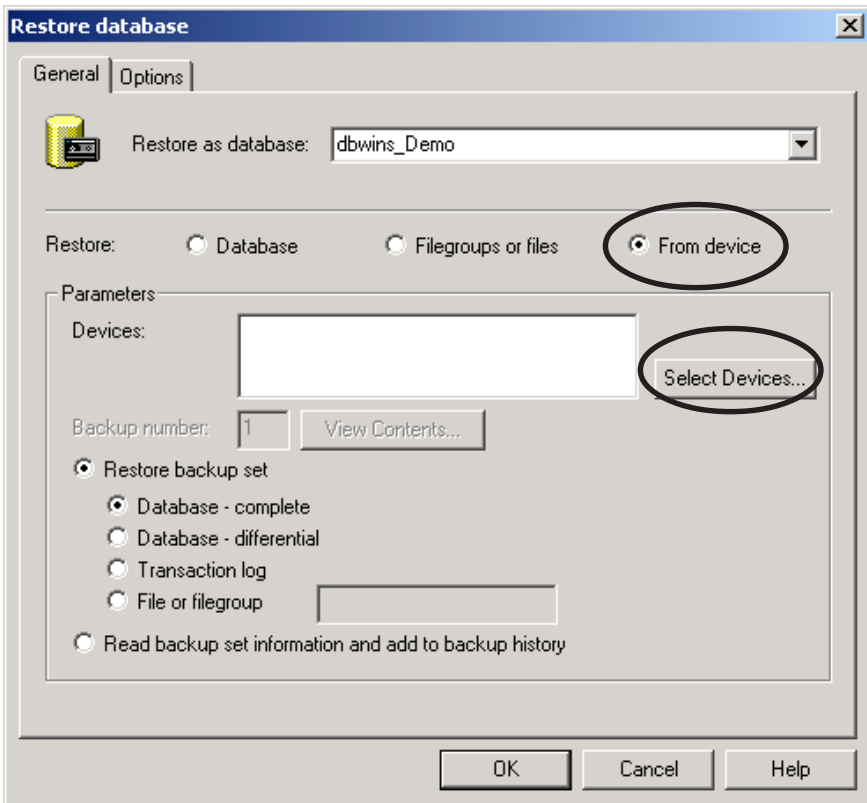 Restore database
General Options
Restore as database: dbwins_Demo
Restore: Database Filegroups or files From device
Parameters
Devices:
Select Devices...
Backup number: 1 View Contents...
Restore backup set
Database - complete
Database - differential
Transaction log
File or filegroup
Read backup set information and add to backup history
OK Cancel Help